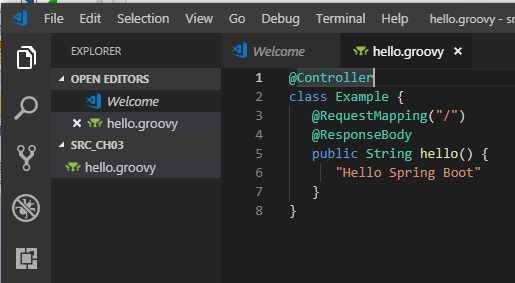 File Edit Selection View Go Debug Terminal Help hello.groovy - sr
EXPLORER
OPEN EDITORS
Welcome
hello.groovy
SRC_CH03
hello.groovy
Welcome hello.groovy
1 @Controller
2 class Example {
3 @RequestMapping("/")
4 @ResponseBody
5 public String hello() {
6 "Hello Spring Boot"
7 }
8 }